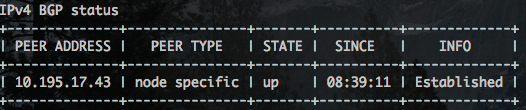 IPv4 BGP status
+--------------+---------------+-------+----------+-------------+
| PEER ADDRESS |   PEER TYPE   | STATE |  SINCE   |    INFO     |
+--------------+---------------+-------+----------+-------------+
| 10.195.17.43 | node specific | up    | 08:39:11 | Established |
+--------------+---------------+-------+----------+-------------+